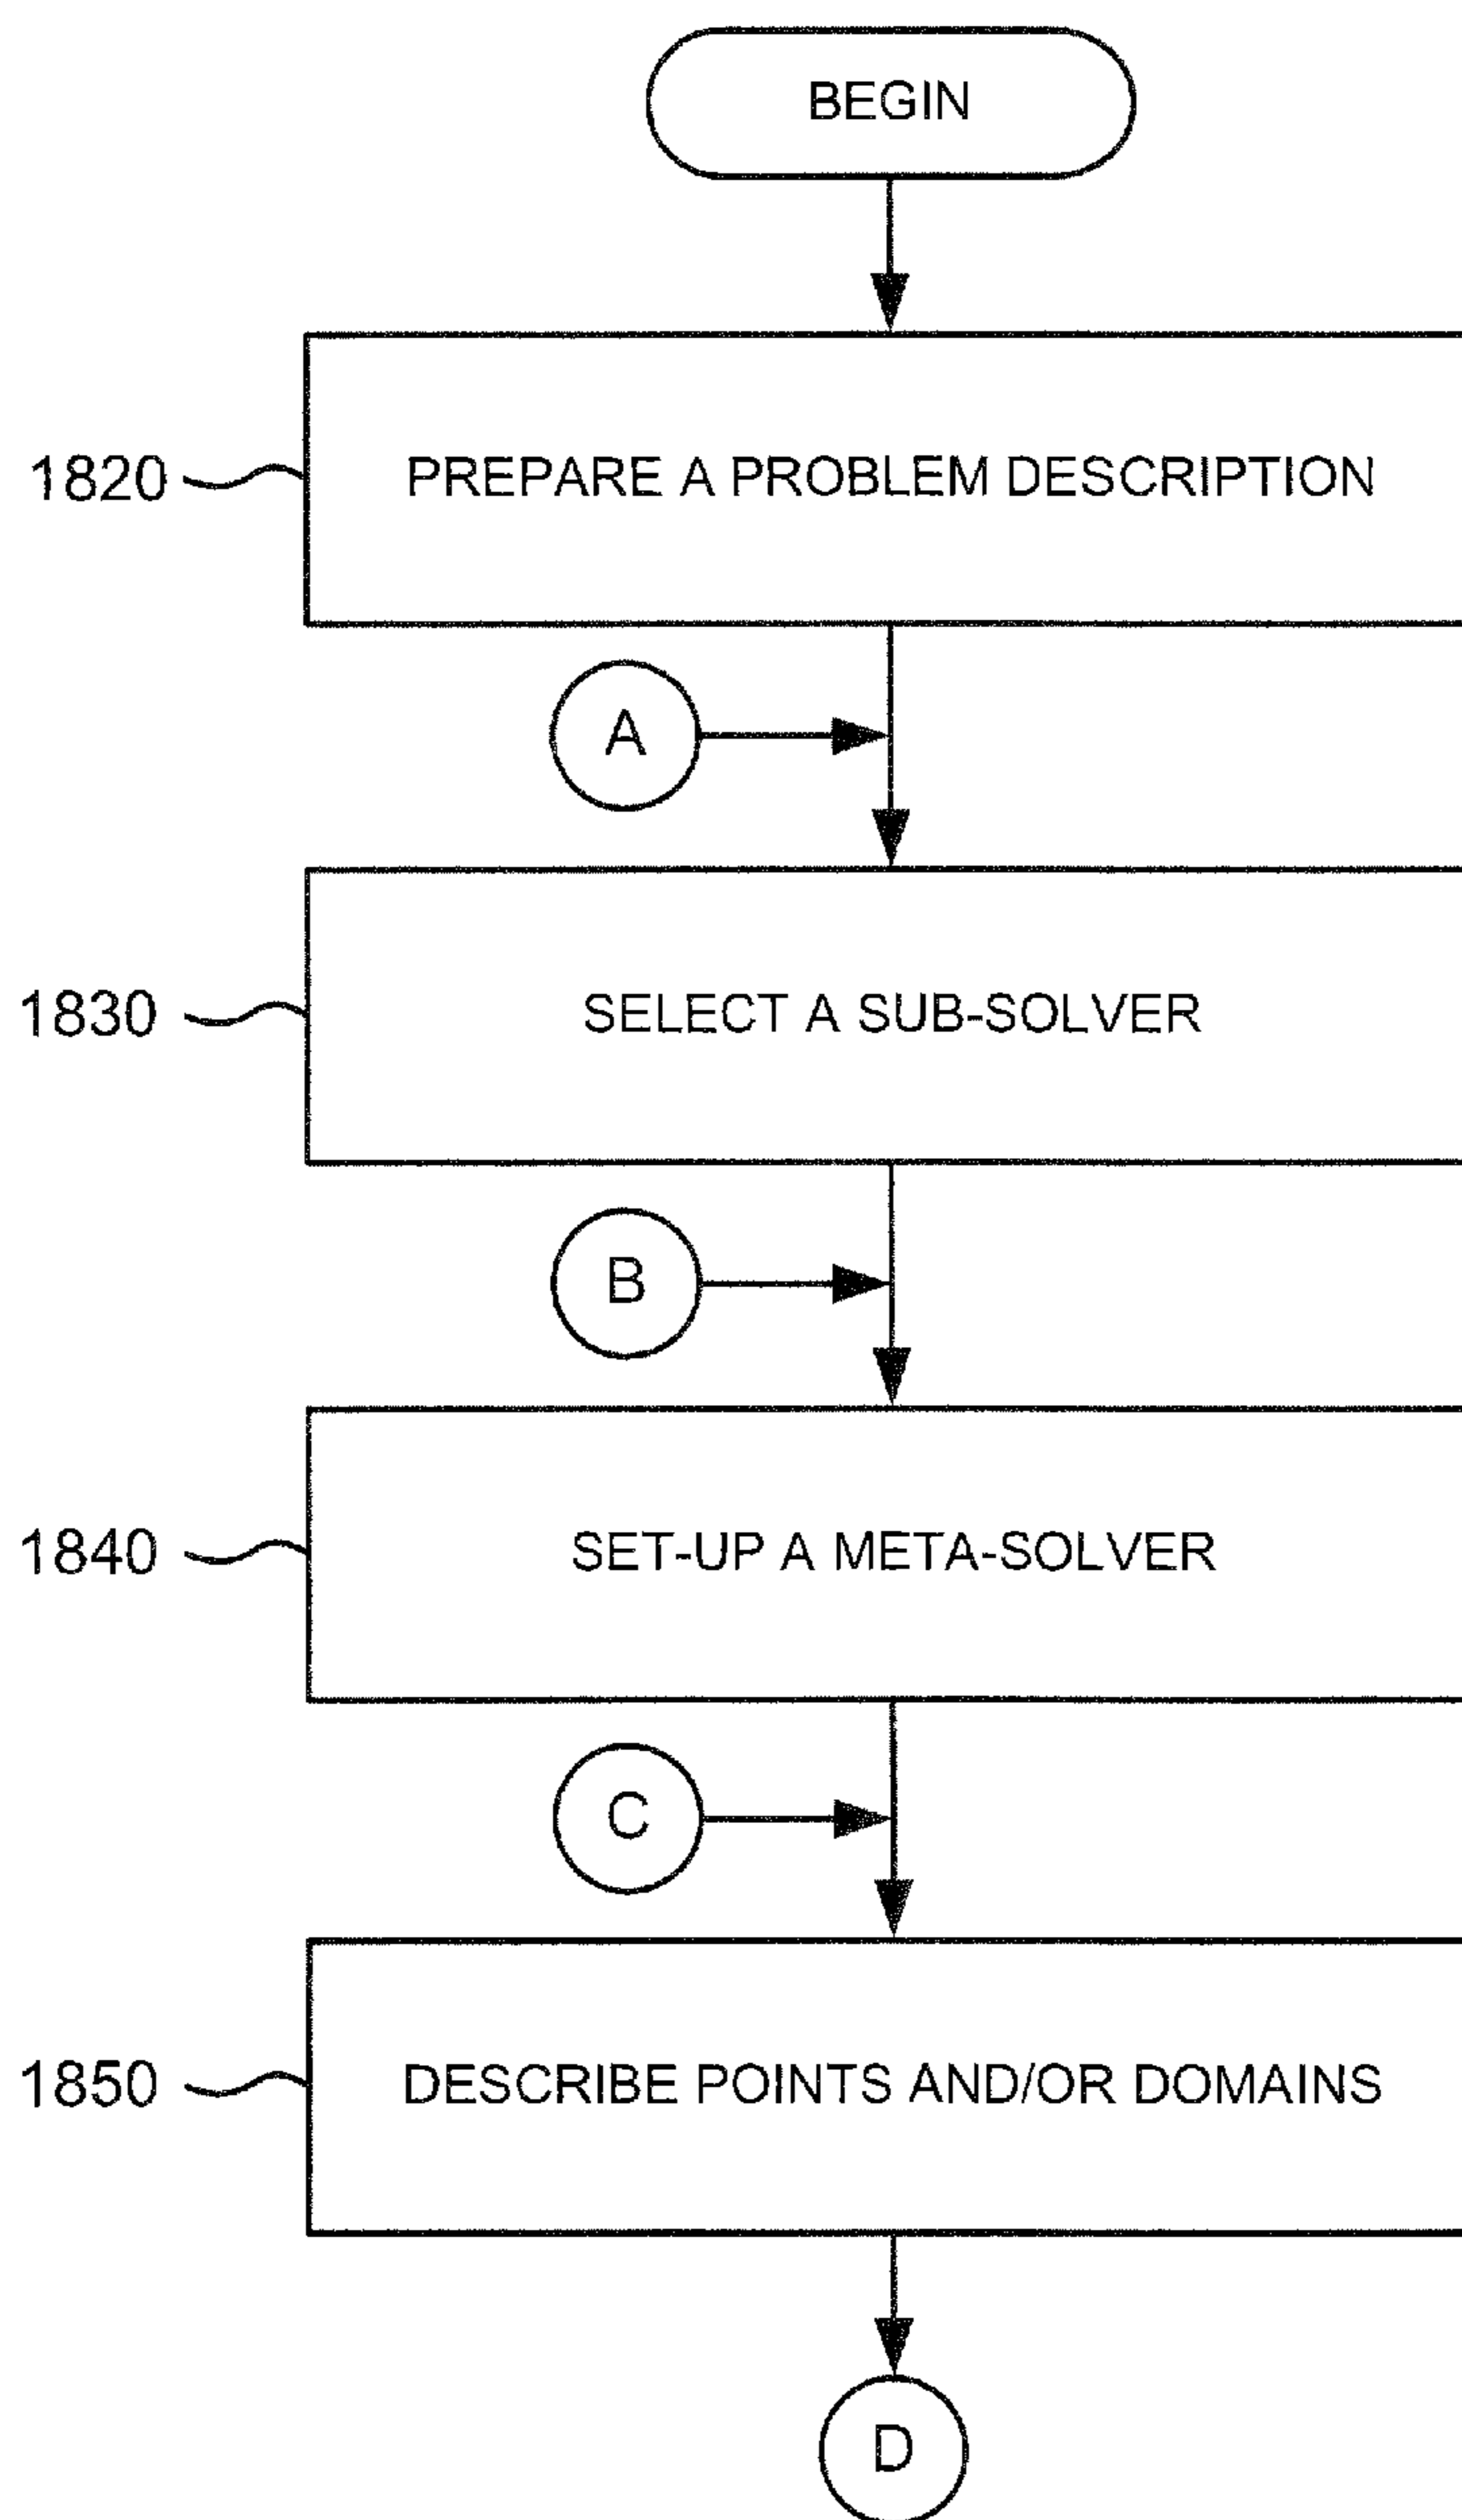 BEGIN
1820 PREPARE A PROBLEM DESCRIPTION
A
1830 SELECT A SUB-SOLVER
B
1840 SET-UP A META-SOLVER
C
1850 DESCRIBE POINTS AND/OR DOMAINS
D